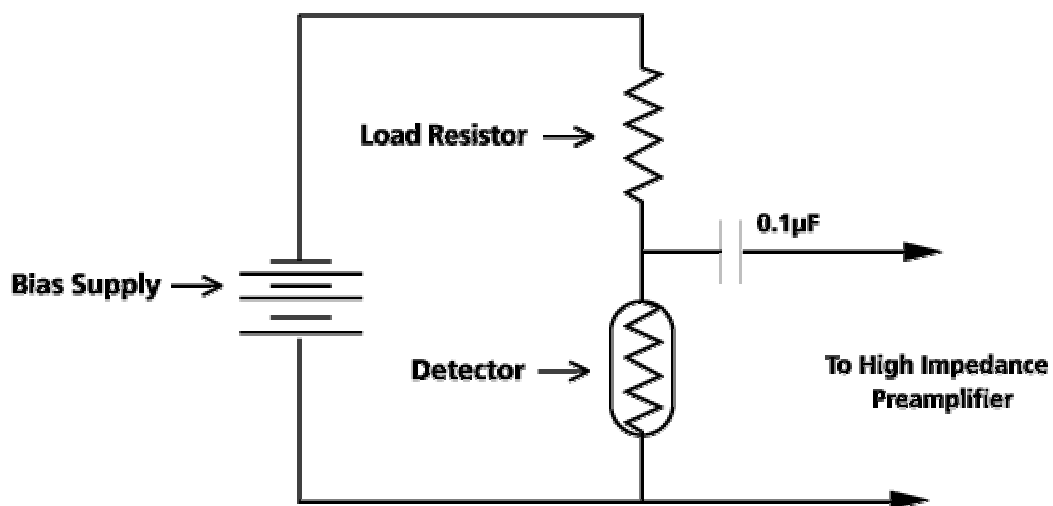 Load Resistor
0.1µF
Bias Supply
Detector
To High Impedance
Preamplifier